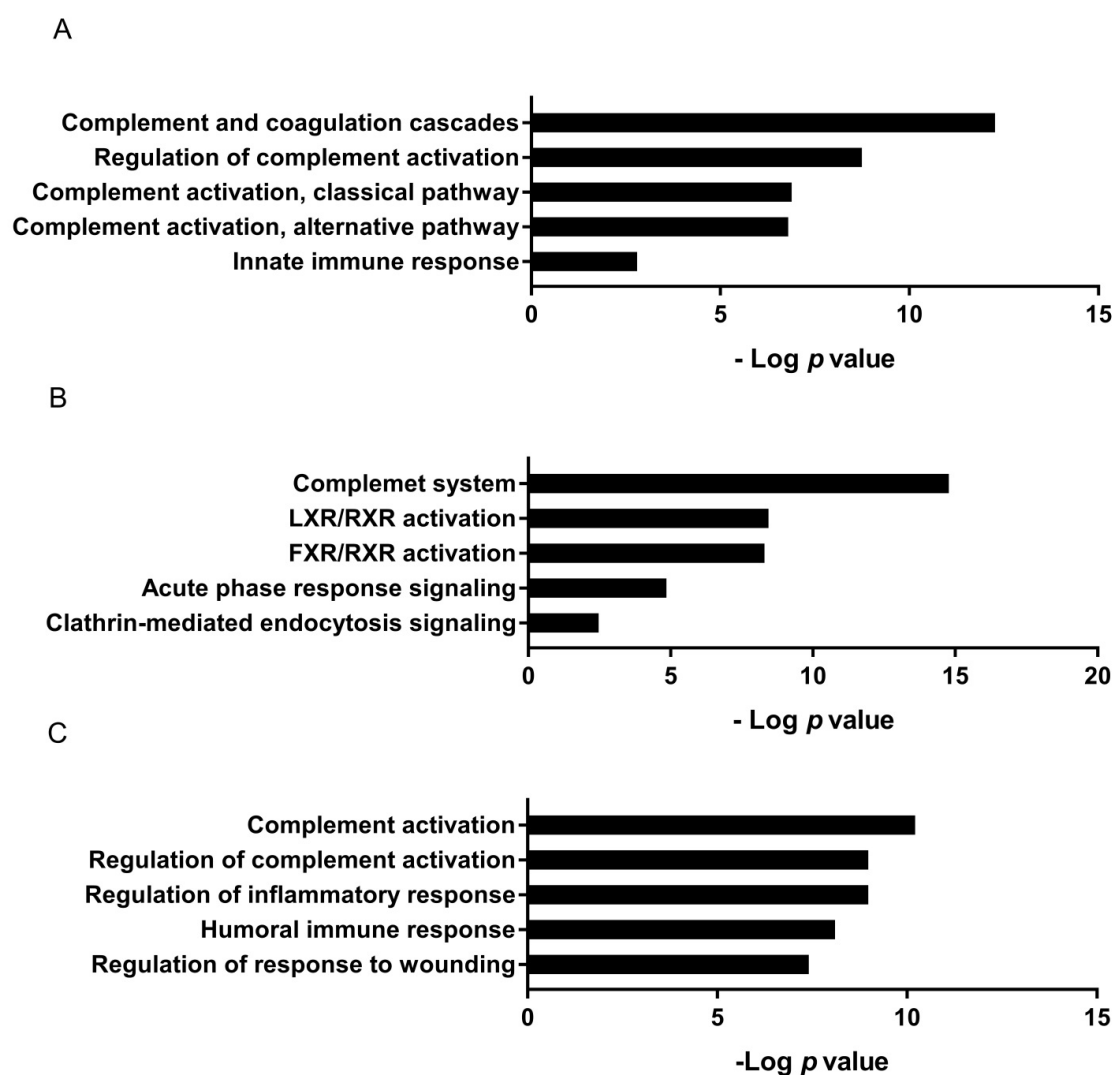 A
Complement and coagulation cascades
Regulation of complement activation
Complement activation, classical pathway
Complement activation, alternative pathway
Innate immune response
0 5 10 15
- Log p value
B
Complemet system
LXR/RXR activation
FXR/RXR activation
Acute phase response signaling
Clathrin-mediated endocytosis signaling
0 5 10 15 20
- Log p value
C
Complement activation
Regulation of complement activation
Regulation of inflammatory response
Humoral immune response
Regulation of response to wounding
0 5 10 15
-Log p value